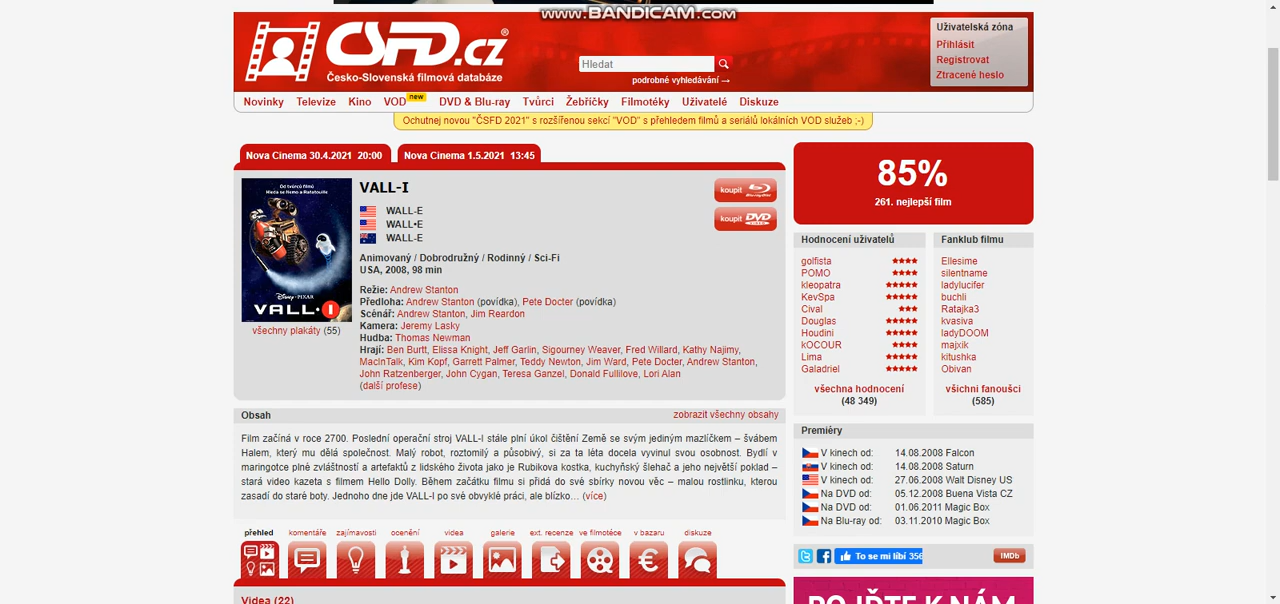 www.BANDICAM.com
ČSFD.cz®
Česko-Slovenská filmová databáze
Hledat
podrobné vyhledávání →
Uživatelská zóna
Přihlásit
Registrovat
Ztracené heslo
Novinky Televize Kino VOD new DVD & Blu-ray Tvůrci Žebříčky Filmotéky Uživatelé Diskuze
Ochutnej novou "ČSFD 2021" s rozšířenou sekcí "VOD" s přehledem filmů a seriálů lokálních VOD služeb ;-)
Nova Cinema 30.4.2021 20:00 Nova Cinema 1.5.2021 13:45
Od tvůrců filmů
Hledá se Nemo a Ratatouille
Disney · PIXAR
VALL·I
všechny plakáty (55)
VALL-I
WALL-E
WALL•E
WALL-E
koupit Blu-ray Disc
koupit DVD VIDEO
Animovaný / Dobrodružný / Rodinný / Sci-Fi
USA, 2008, 98 min
Režie: Andrew Stanton
Předloha: Andrew Stanton (povídka), Pete Docter (povídka)
Scénář: Andrew Stanton, Jim Reardon
Kamera: Jeremy Lasky
Hudba: Thomas Newman
Hrají: Ben Burtt, Elissa Knight, Jeff Garlin, Sigourney Weaver, Fred Willard, Kathy Najimy,
MacInTalk, Kim Kopf, Garrett Palmer, Teddy Newton, Jim Ward, Pete Docter, Andrew Stanton,
John Ratzenberger, John Cygan, Teresa Ganzel, Donald Fullilove, Lori Alan
(další profese)
Obsah zobrazit všechny obsahy
Film začíná v roce 2700. Poslední operační stroj VALL-I stále plní úkol čištění Země se svým jediným mazlíčkem – švábem
Halem, který mu dělá společnost. Malý robot, roztomilý a působivý, si za ta léta docela vyvinul svou osobnost. Bydlí v
maringotce plné zvláštností a artefaktů z lidského života jako je Rubikova kostka, kuchyňský šlehač a jeho největší poklad –
stará video kazeta s filmem Hello Dolly. Během začátku filmu si přidá do své sbírky novou věc – malou rostlinku, kterou
zasadí do staré boty. Jednoho dne jde VALL-I po své obvyklé práci, ale blízko… (více)
přehled komentáře zajímavosti ocenění videa galerie ext. recenze ve filmotéce v bazaru diskuze
Videa (22)
85%
261. nejlepší film
Hodnocení uživatelů
golfista ★★★★
POMO ★★★★
kleopatra ★★★★★
KevSpa ★★★★★
Cival ★★★
Douglas ★★★★★
Houdini ★★★★★
kOCOUR ★★★★
Lima ★★★★★
Galadriel ★★★★★
všechna hodnocení
(48 349)
Fanklub filmu
Ellesime
silentname
ladylucifer
buchli
Ratajka3
kvasiva
ladyDOOM
majxik
kitushka
Obivan
všichni fanoušci
(585)
Premiéry
V kinech od: 14.08.2008 Falcon
V kinech od: 14.08.2008 Saturn
V kinech od: 27.06.2008 Walt Disney US
Na DVD od: 05.12.2008 Buena Vista CZ
Na DVD od: 01.06.2011 Magic Box
Na Blu-ray od: 03.11.2010 Magic Box
To se mi líbí 356
IMDb
POJĎTE K NÁM